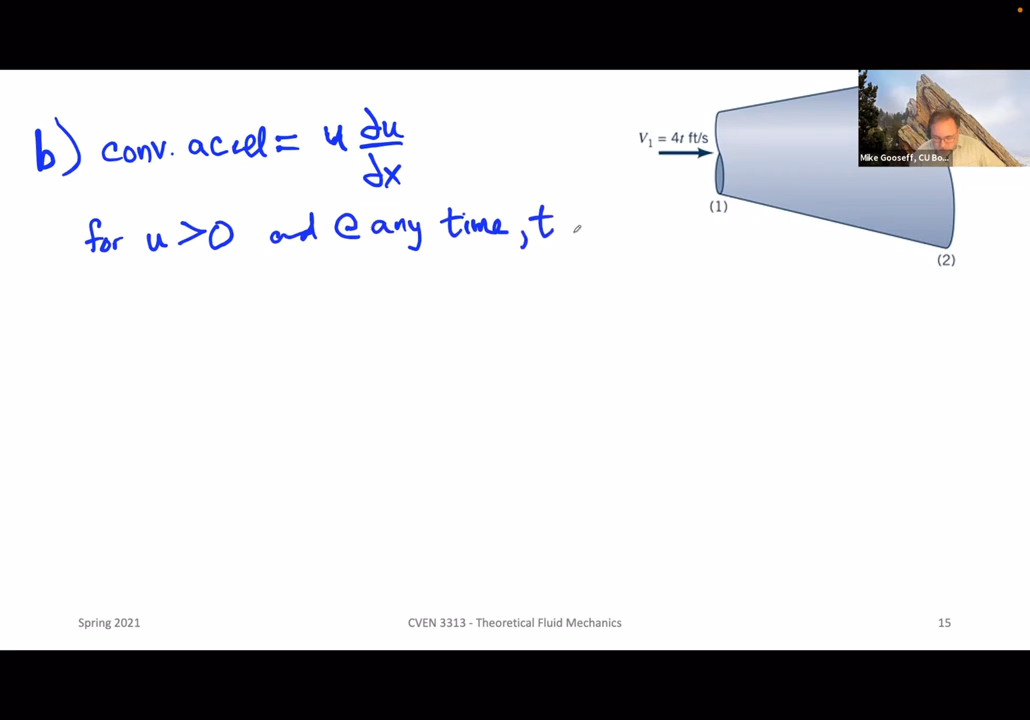 b) conv. accel = u ∂u/∂x
for u > 0 and @ any time, t
V₁ = 4t ft/s
(1)
(2)
Mike Gooseff, CU Bo...
Spring 2021
CVEN 3313 - Theoretical Fluid Mechanics
15